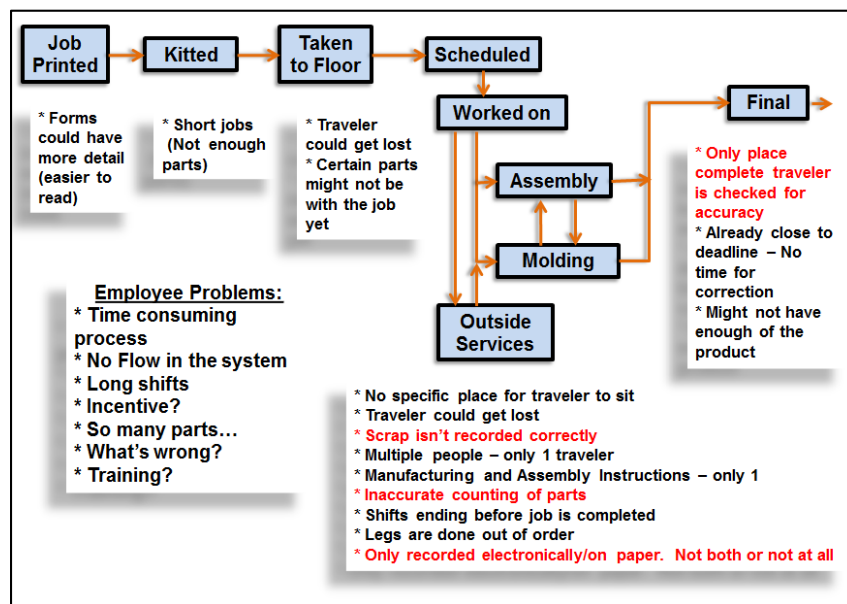 Job
Printed
Kitted
Taken
to Floor
Scheduled
Worked on
Assembly
Molding
Outside
Services
Final
* Forms
could have
more detail
(easier to
read)
* Short jobs
(Not enough
parts)
* Traveler
could get lost
* Certain parts
might not be
with the job
yet
* Only place
complete traveler
is checked for
accuracy
* Already close to
deadline – No
time for
correction
* Might not have
enough of the
product
Employee Problems:
* Time consuming
process
* No Flow in the system
* Long shifts
* Incentive?
* So many parts…
* What's wrong?
* Training?
* No specific place for traveler to sit
* Traveler could get lost
* Scrap isn't recorded correctly
* Multiple people – only 1 traveler
* Manufacturing and Assembly Instructions – only 1
* Inaccurate counting of parts
* Shifts ending before job is completed
* Legs are done out of order
* Only recorded electronically/on paper. Not both or not at all